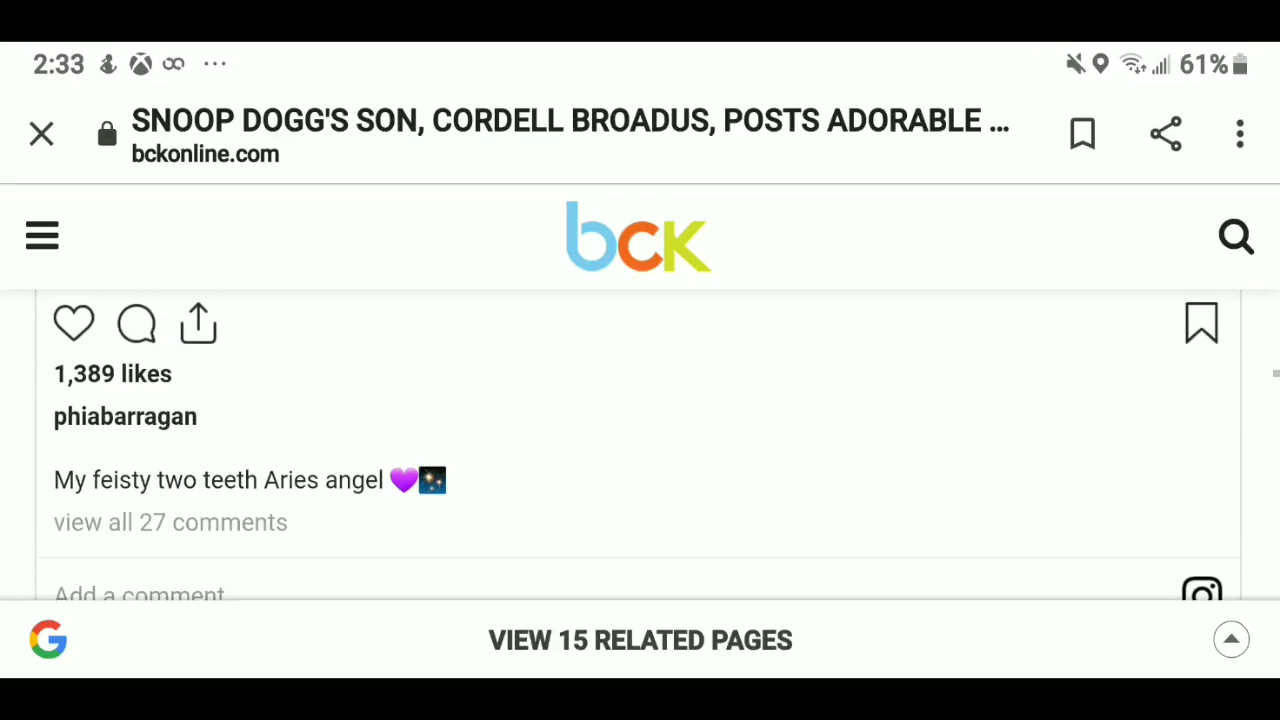 2:33 ... 61%
SNOOP DOGG'S SON, CORDELL BROADUS, POSTS ADORABLE ...
bckonline.com
bck
1,389 likes
phiabarragan
My feisty two teeth Aries angel 💜🎇
view all 27 comments
Add a comment
VIEW 15 RELATED PAGES